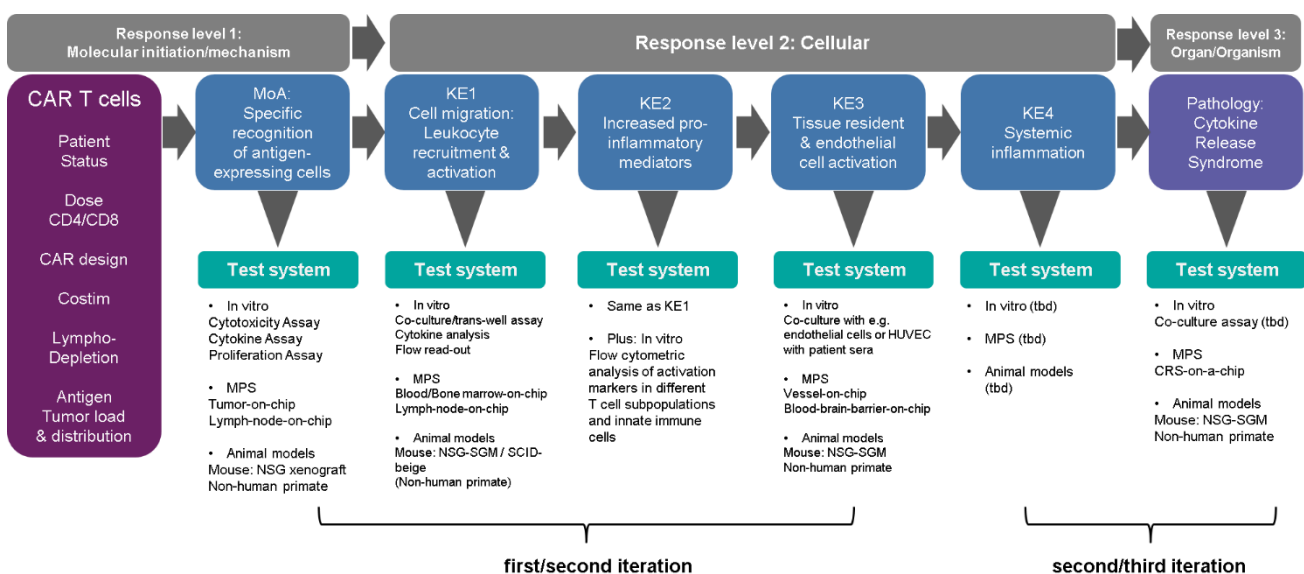 Response level 1:
Molecular initiation/mechanism
Response level 2: Cellular
Response level 3:
Organ/Organism
CAR T cells
Patient
Status
Dose
CD4/CD8
CAR design
Costim
Lympho-
Depletion
Antigen
Tumor load
& distribution
MoA:
Specific
recognition
of antigen-
expressing cells
KE1
Cell migration:
Leukocyte
recruitment &
activation
KE2
Increased pro-
inflammatory
mediators
KE3
Tissue resident
& endothelial
cell activation
KE4
Systemic
inflammation
Pathology:
Cytokine
Release
Syndrome
Test system
• In vitro
Cytotoxicity Assay
Cytokine Assay
Proliferation Assay
• MPS
Tumor-on-chip
Lymph-node-on-chip
• Animal models
Mouse: NSG xenograft
Non-human primate
Test system
• In vitro
Co-culture/trans-well assay
Cytokine analysis
Flow read-out
• MPS
Blood/Bone marrow-on-chip
Lymph-node-on-chip
• Animal models
Mouse: NSG-SGM / SCID-
beige
(Non-human primate)
Test system
• Same as KE1
• Plus: In vitro
Flow cytometric
analysis of activation
markers in different
T cell subpopulations
and innate immune
cells
Test system
• In vitro
Co-culture with e.g.
endothelial cells or HUVEC
with patient sera
• MPS
Vessel-on-chip
Blood-brain-barrier-on-chip
• Animal models
Mouse: NSG-SGM
Non-human primate
Test system
• In vitro (tbd)
• MPS (tbd)
• Animal models
(tbd)
Test system
• In vitro
Co-culture assay (tbd)
• MPS
CRS-on-a-chip
• Animal models
Mouse: NSG-SGM
Non-human primate
first/second iteration
second/third iteration